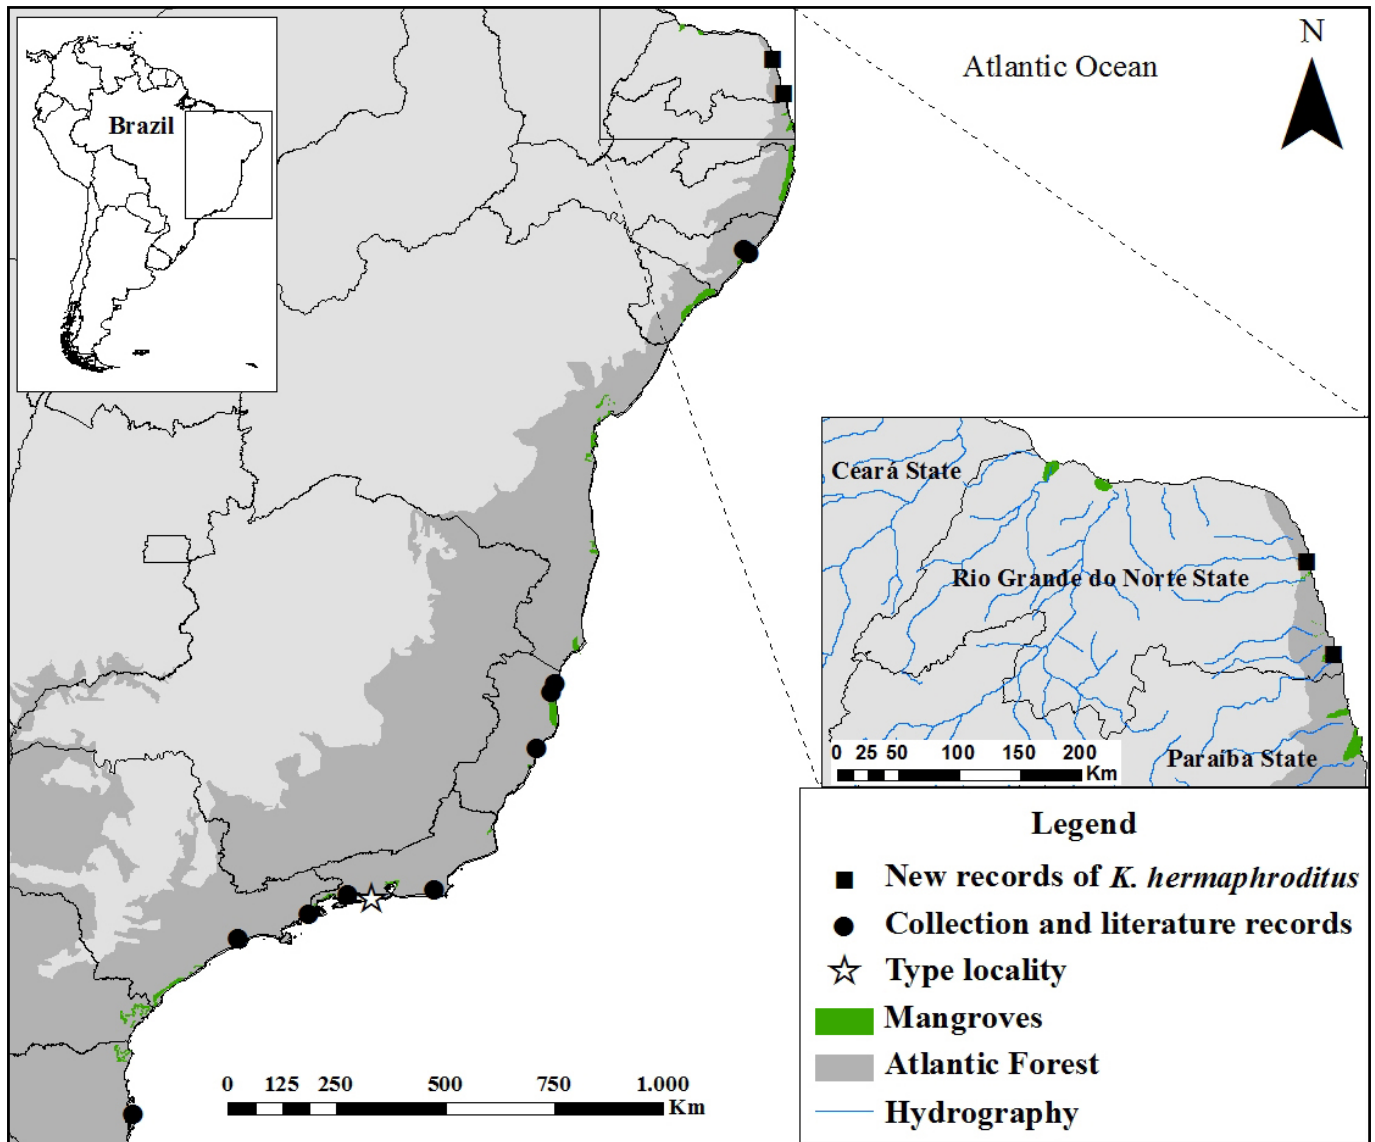 Brazil
Atlantic Ocean
N
Ceará State
Rio Grande do Norte State
Paraíba State
0 25 50 100 150 200
Km
Legend
New records of K. hermaphroditus
Collection and literature records
Type locality
Mangroves
Atlantic Forest
Hydrography
0 125 250 500 750 1.000
Km